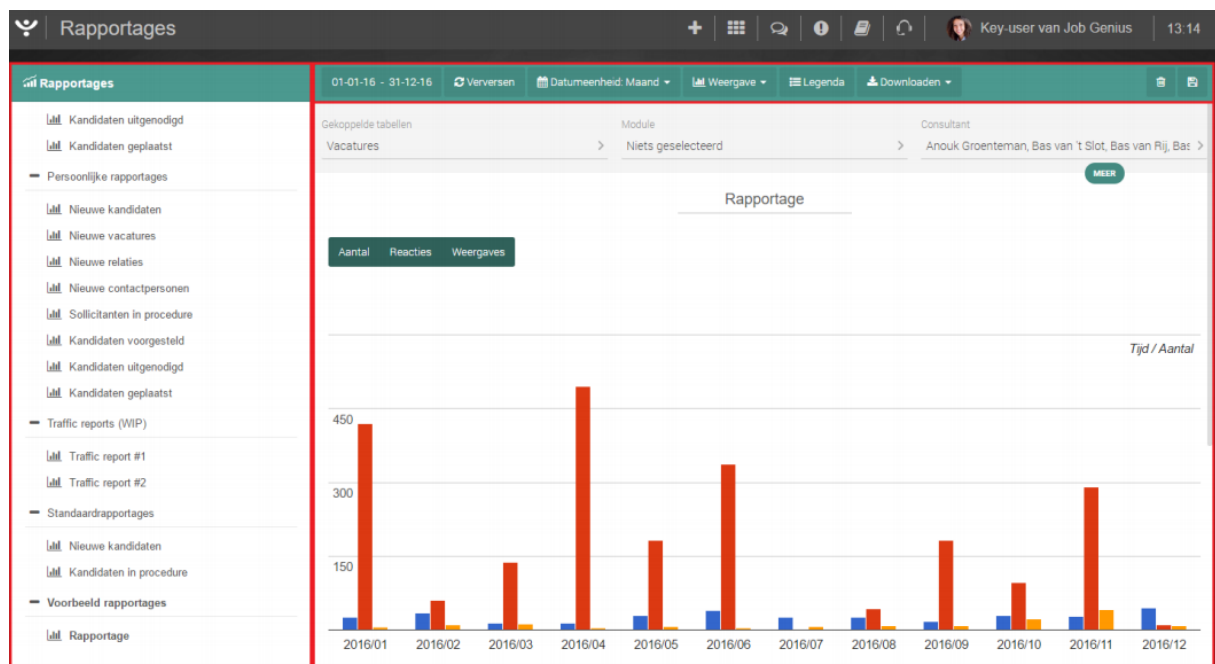 Rapportages
Key-user van Job Genius
13:14
Rapportages
01-01-16 - 31-12-16
Verversen
Datumeenheid: Maand
Weergave
Legenda
Downloaden
Kandidaten uitgenodigd
Kandidaten geplaatst
Persoonlijke rapportages
Nieuwe kandidaten
Nieuwe vacatures
Nieuwe relaties
Nieuwe contactpersonen
Sollicitanten in procedure
Kandidaten voorgesteld
Kandidaten uitgenodigd
Kandidaten geplaatst
Traffic reports (WIP)
Traffic report #1
Traffic report #2
Standaardrapportages
Nieuwe kandidaten
Kandidaten in procedure
Voorbeeld rapportages
Rapportage
Gekoppelde tabellen
Vacatures
Module
Niets geselecteerd
Consultant
Anouk Groenteman, Bas van 't Slot, Bas van Rij, Bas
MEER
Rapportage
Aantal Reacties Weergaves
Tijd / Aantal
450
300
150
2016/01 2016/02 2016/03 2016/04 2016/05 2016/06 2016/07 2016/08 2016/09 2016/10 2016/11 2016/12